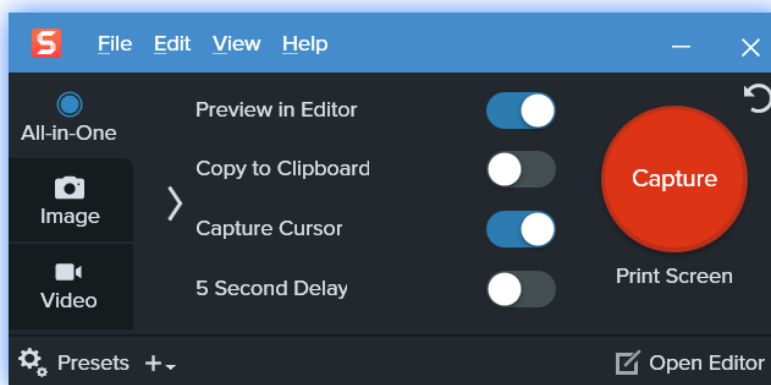 S File Edit View Help
All-in-One
Image
Video
Preview in Editor
Copy to Clipboard
Capture Cursor
5 Second Delay
Capture
Print Screen
Presets
Open Editor